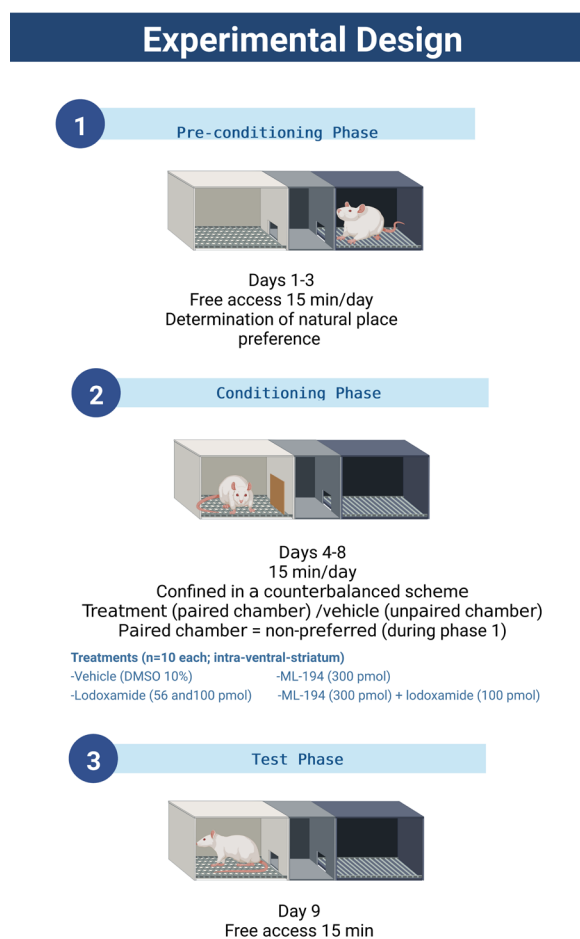 Experimental Design
1
Pre-conditioning Phase
Days 1-3
Free access 15 min/day
Determination of natural place
preference
2
Conditioning Phase
Days 4-8
15 min/day
Confined in a counterbalanced scheme
Treatment (paired chamber) /vehicle (unpaired chamber)
Paired chamber = non-preferred (during phase 1)
Treatments (n=10 each; intra-ventral-striatum)
-Vehicle (DMSO 10%) -ML-194 (300 pmol)
-Lodoxamide (56 and100 pmol) -ML-194 (300 pmol) + lodoxamide (100 pmol)
3
Test Phase
Day 9
Free access 15 min